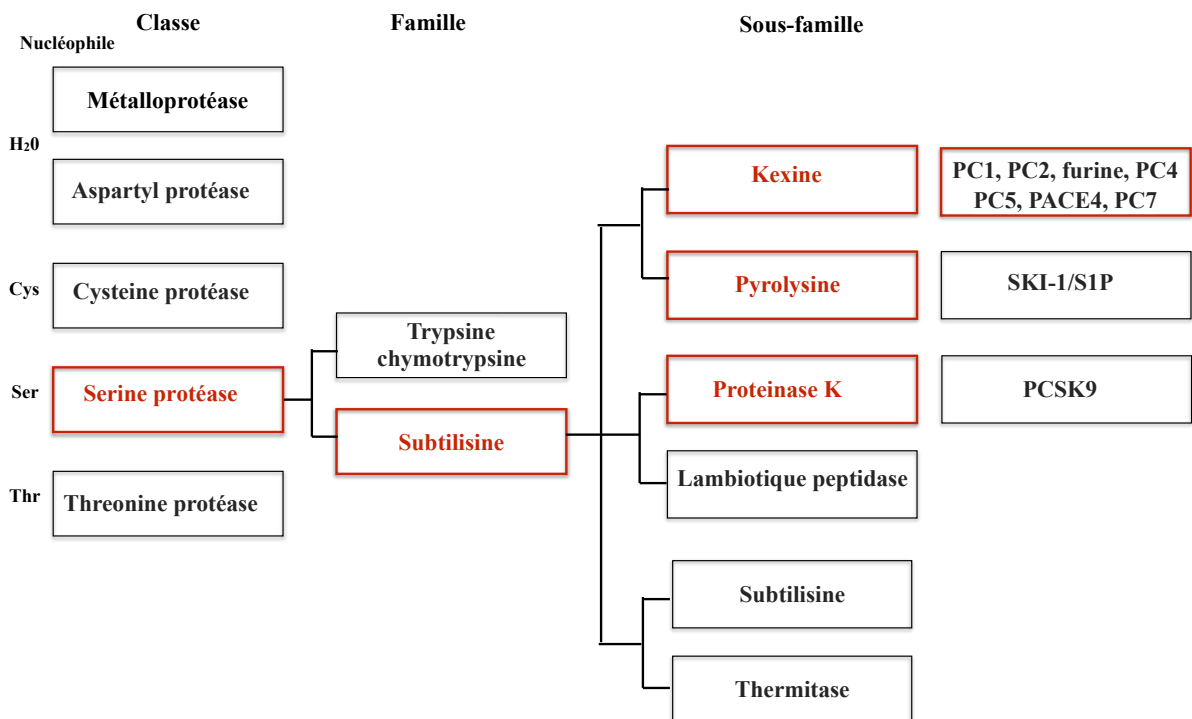 Classe
Famille
Sous-famille
Nucléophile
Métalloprotéase
H₂0
Aspartyl protéase
Kexine
PC1, PC2, furine, PC4
PC5, PACE4, PC7
Cys
Cysteine protéase
Pyrolysine
SKI-1/S1P
Trypsine
chymotrypsine
Ser
Serine protéase
Proteinase K
PCSK9
Subtilisine
Lambiotique peptidase
Thr
Threonine protéase
Subtilisine
Thermitase